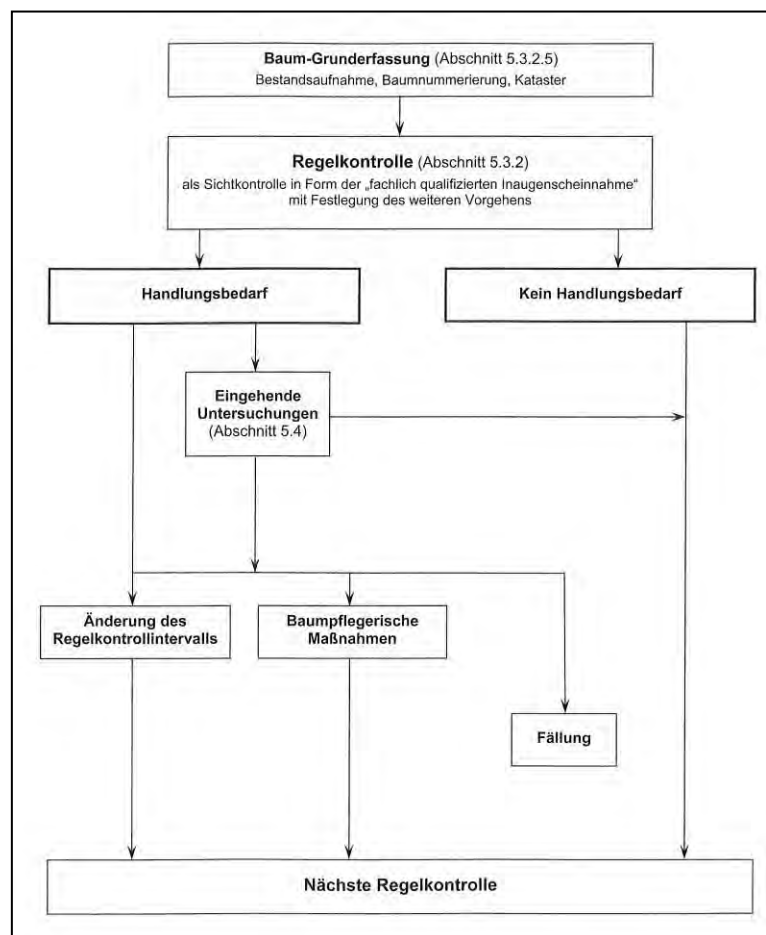 Baum-Grunderfassung (Abschnitt 5.3.2.5)
Bestandsaufnahme, Baumnummerierung, Kataster
Regelkontrolle (Abschnitt 5.3.2)
als Sichtkontrolle in Form der „fachlich qualifizierten Inaugenscheinnahme“
mit Festlegung des weiteren Vorgehens
Handlungsbedarf
Kein Handlungsbedarf
Eingehende
Untersuchungen
(Abschnitt 5.4)
Änderung des
Regelkontrollintervalls
Baumpflegerische
Maßnahmen
Fällung
Nächste Regelkontrolle